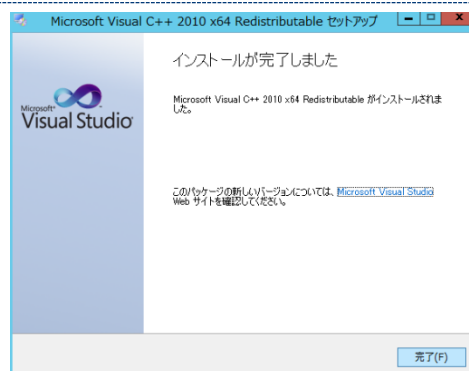 Microsoft Visual C++ 2010 x64 Redistributable セットアップ
インストールが完了しました
Microsoft Visual C++ 2010 x64 Redistributable がインストールされま
した。
Microsoft
Visual Studio
このパッケージの新しいバージョンについては、Microsoft Visual Studio
Web サイトを確認してください。
完了(F)